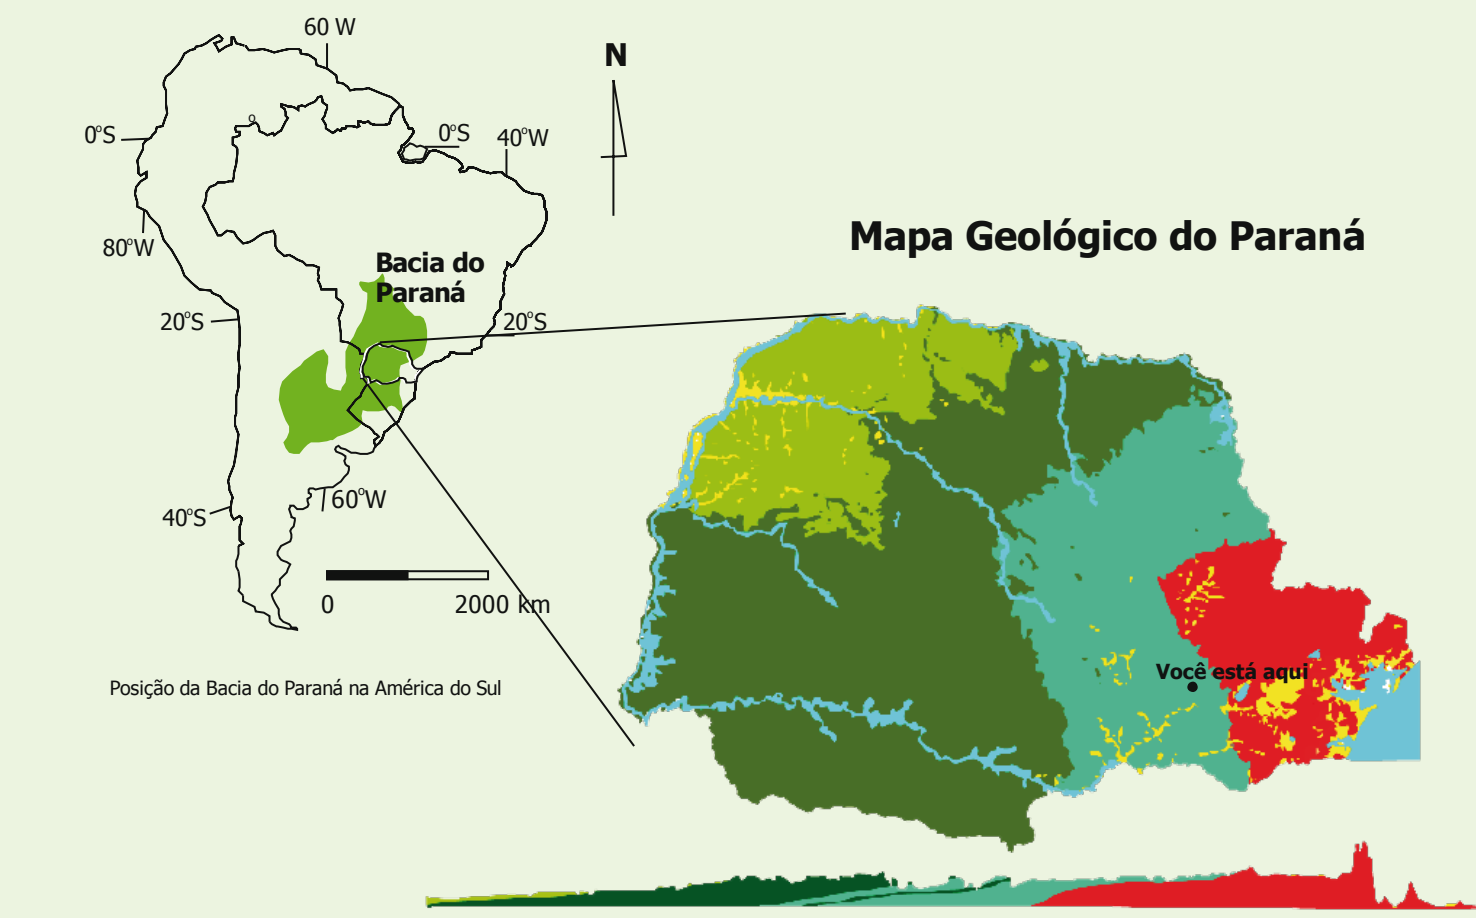 60 W
N
0°S
o
0°S
40°W
80°W
Mapa Geológico do Paraná
Bacia do
Paraná
20°S
20°S
60°W
40°S
0
2000 km
Você está aqui
Posição da Bacia do Paraná na América do Sul